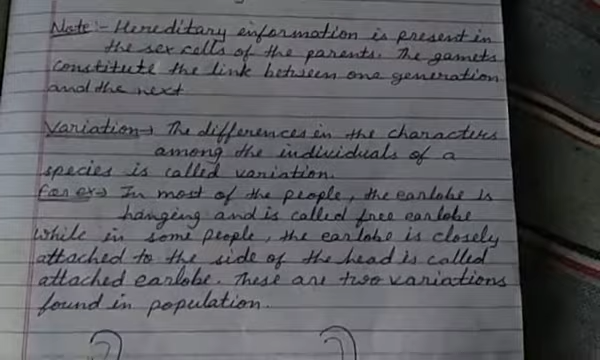 Note:- Hereditary information is present in
the sex cells of the parents. The gamets
constitute the link between one generation
and the next
Variation→ The differences in the characters
among the individuals of a
species is called variation.
For ex→ In most of the people, the earlobe is
hanging and is called free earlobe
while in some people, the earlobe is closely
attached to the side of the head is called
attached earlobe. These are two variations
found in population.